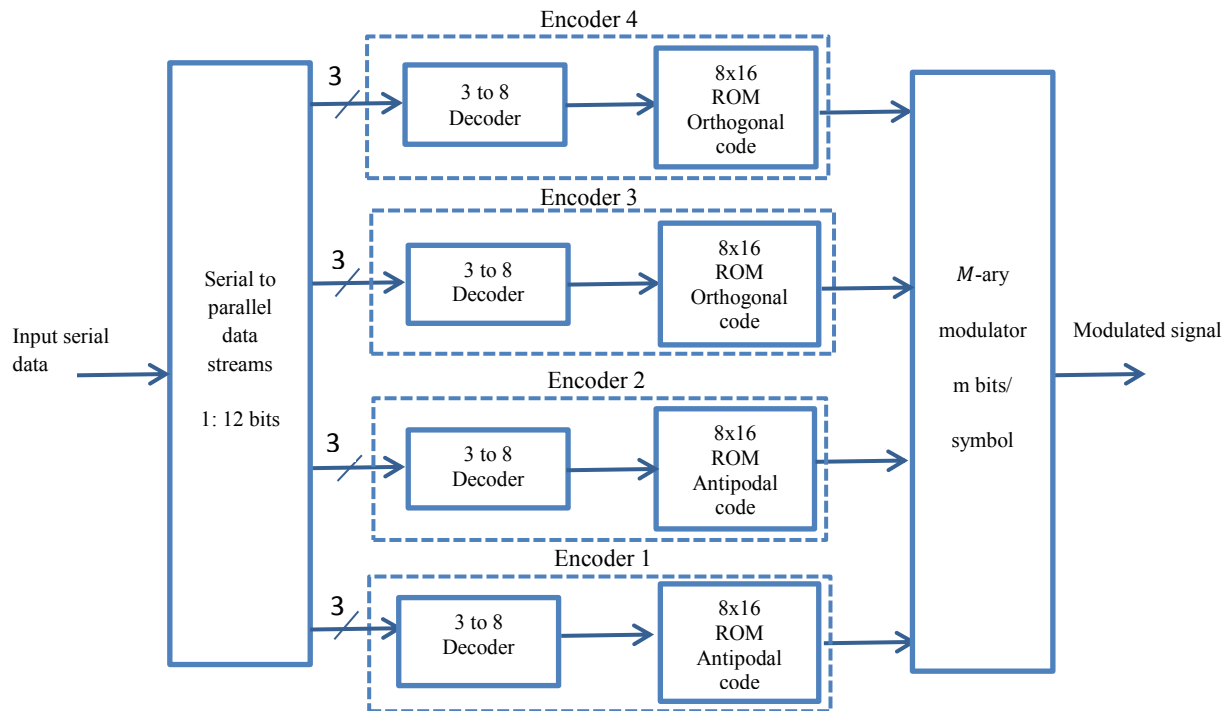 Encoder 4
3
3 to 8
Decoder
8x16
ROM
Orthogonal
code
Encoder 3
3
3 to 8
Decoder
8x16
ROM
Orthogonal
code
Input serial
data
Serial to
parallel
data
streams
1: 12 bits
Encoder 2
3
3 to 8
Decoder
8x16
ROM
Antipodal
code
Encoder 1
3
3 to 8
Decoder
8x16
ROM
Antipodal
code
M-ary
modulator
m bits/
symbol
Modulated signal